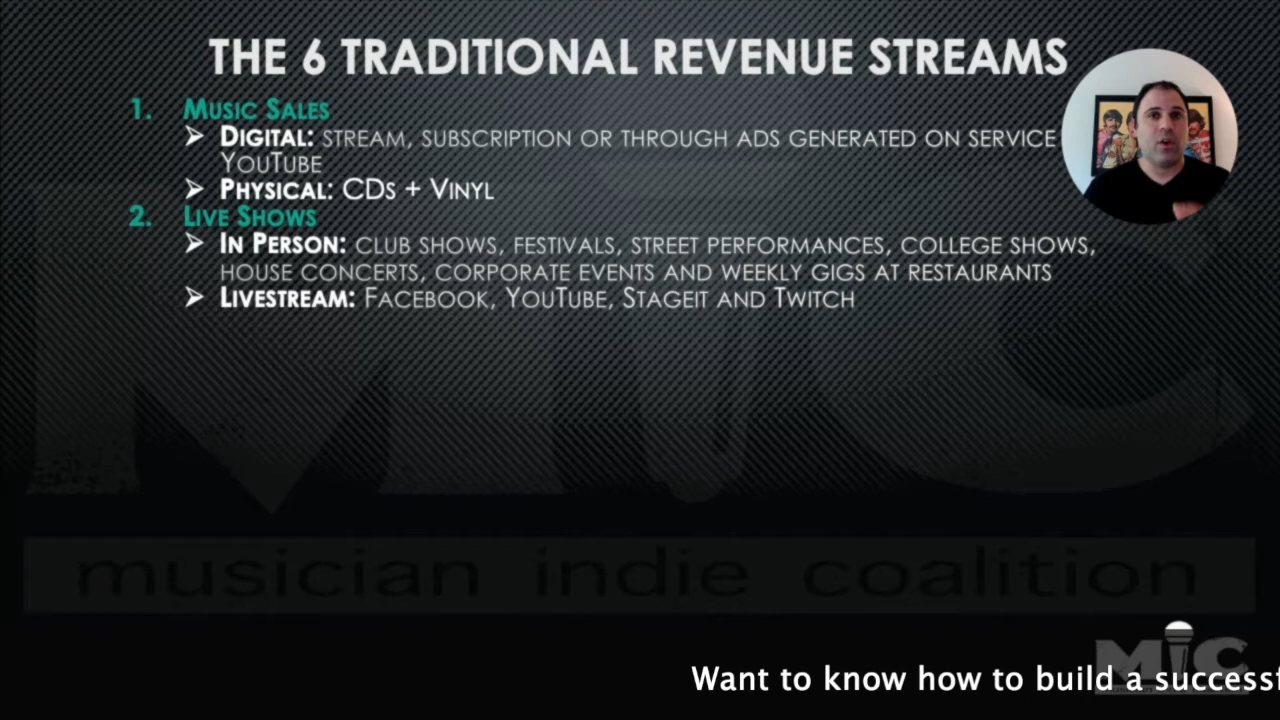 THE 6 TRADITIONAL REVENUE STREAMS
1. MUSIC SALES
➢ DIGITAL: STREAM, SUBSCRIPTION OR THROUGH ADS GENERATED ON SERVICE
YOUTUBE
➢ PHYSICAL: CDS + VINYL
2. LIVE SHOWS
➢ IN PERSON: CLUB SHOWS, FESTIVALS, STREET PERFORMANCES, COLLEGE SHOWS,
HOUSE CONCERTS, CORPORATE EVENTS AND WEEKLY GIGS AT RESTAURANTS
➢ LIVESTREAM: FACEBOOK, YOUTUBE, STAGEIT AND TWITCH
MIC
musician indie coalition
MIC
Want to know how to build a success